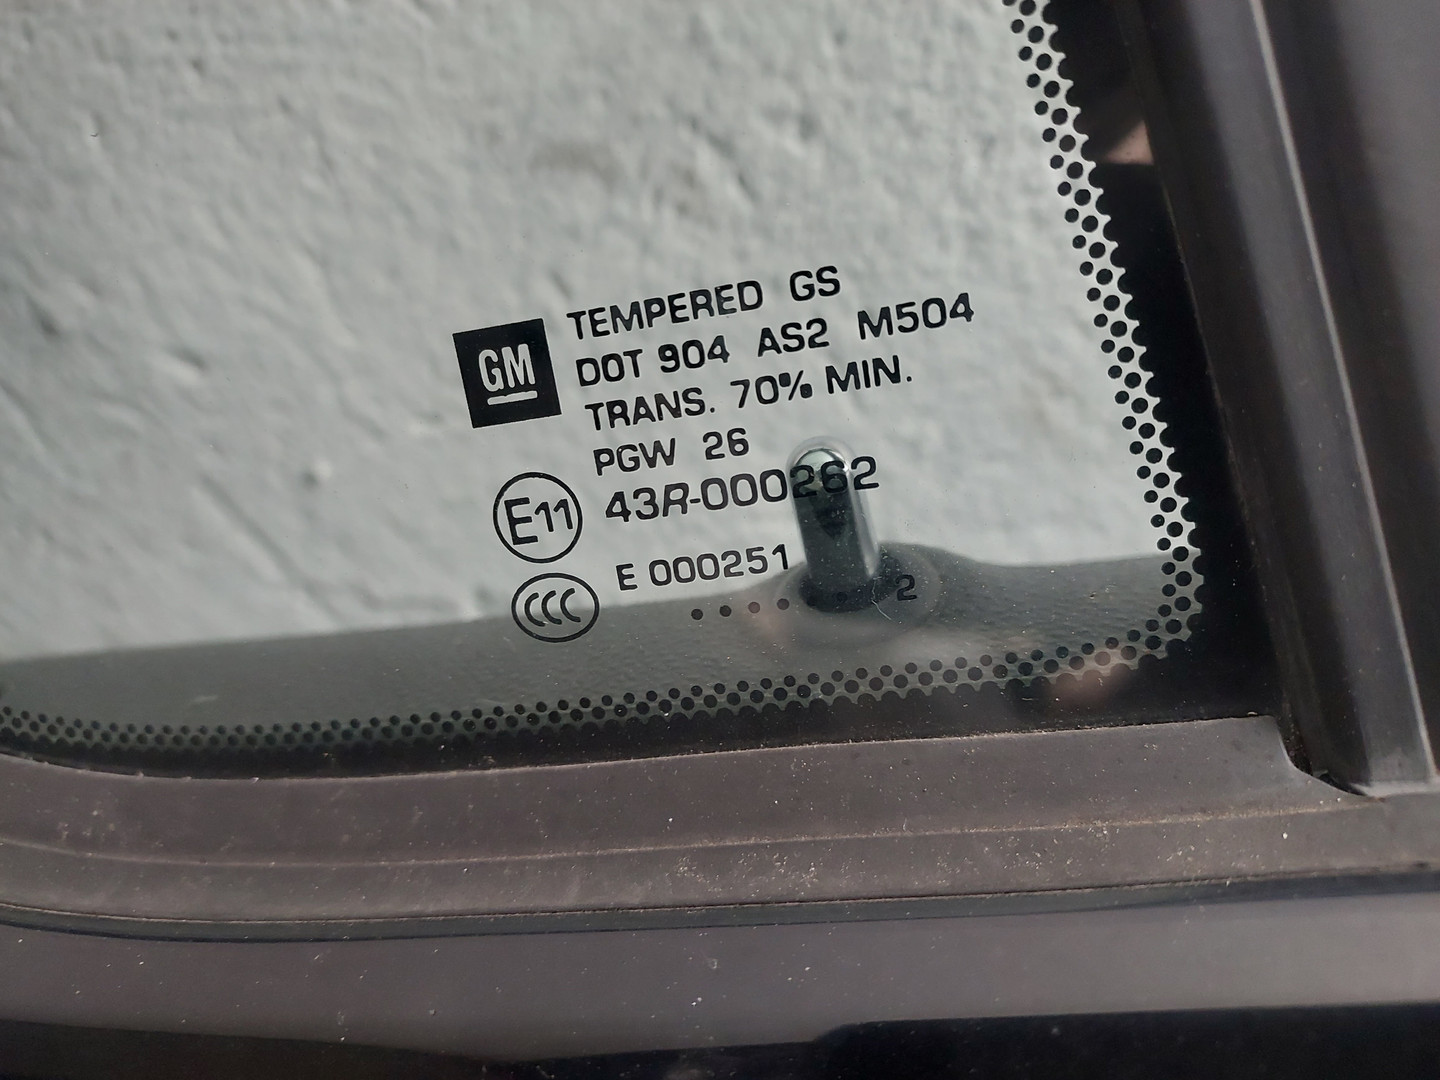 GM
TEMPERED GS
DOT 904 AS2 M504
TRANS. 70% MIN.
PGW 26
E11 43R-000262
CCC E 000251
2